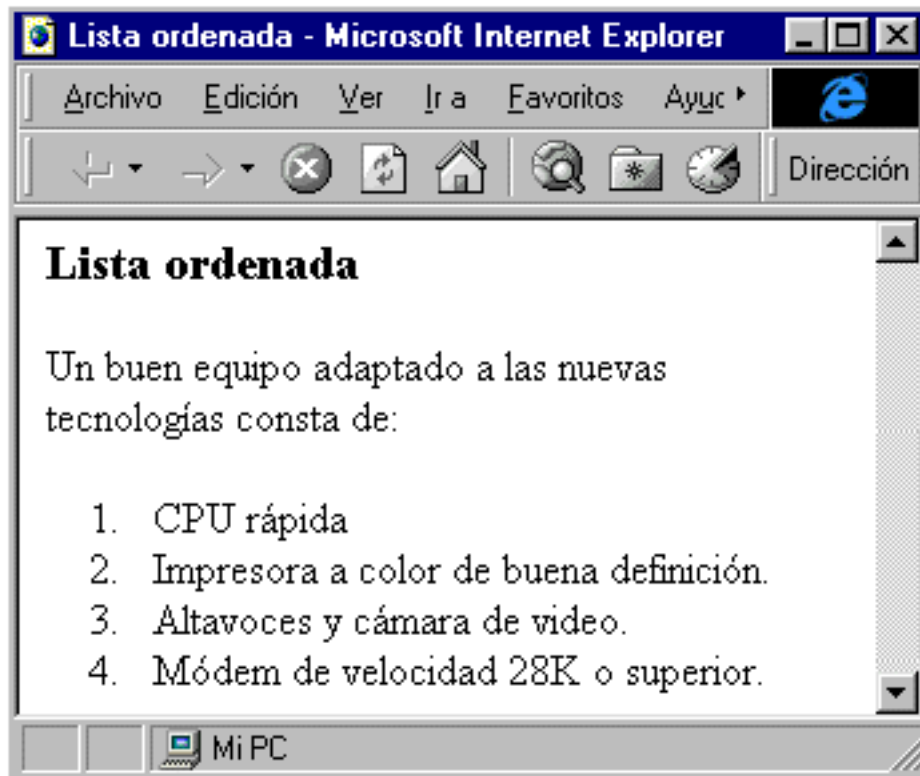 Lista ordenada - Microsoft Internet Explorer
Archivo Edición Ver Ir a Favoritos Ayuc
Dirección
Lista ordenada
Un buen equipo adaptado a las nuevas
tecnologías consta de:
1. CPU rápida
2. Impresora a color de buena definición.
3. Altavoces y cámara de video.
4. Módem de velocidad 28K o superior.
Mi PC